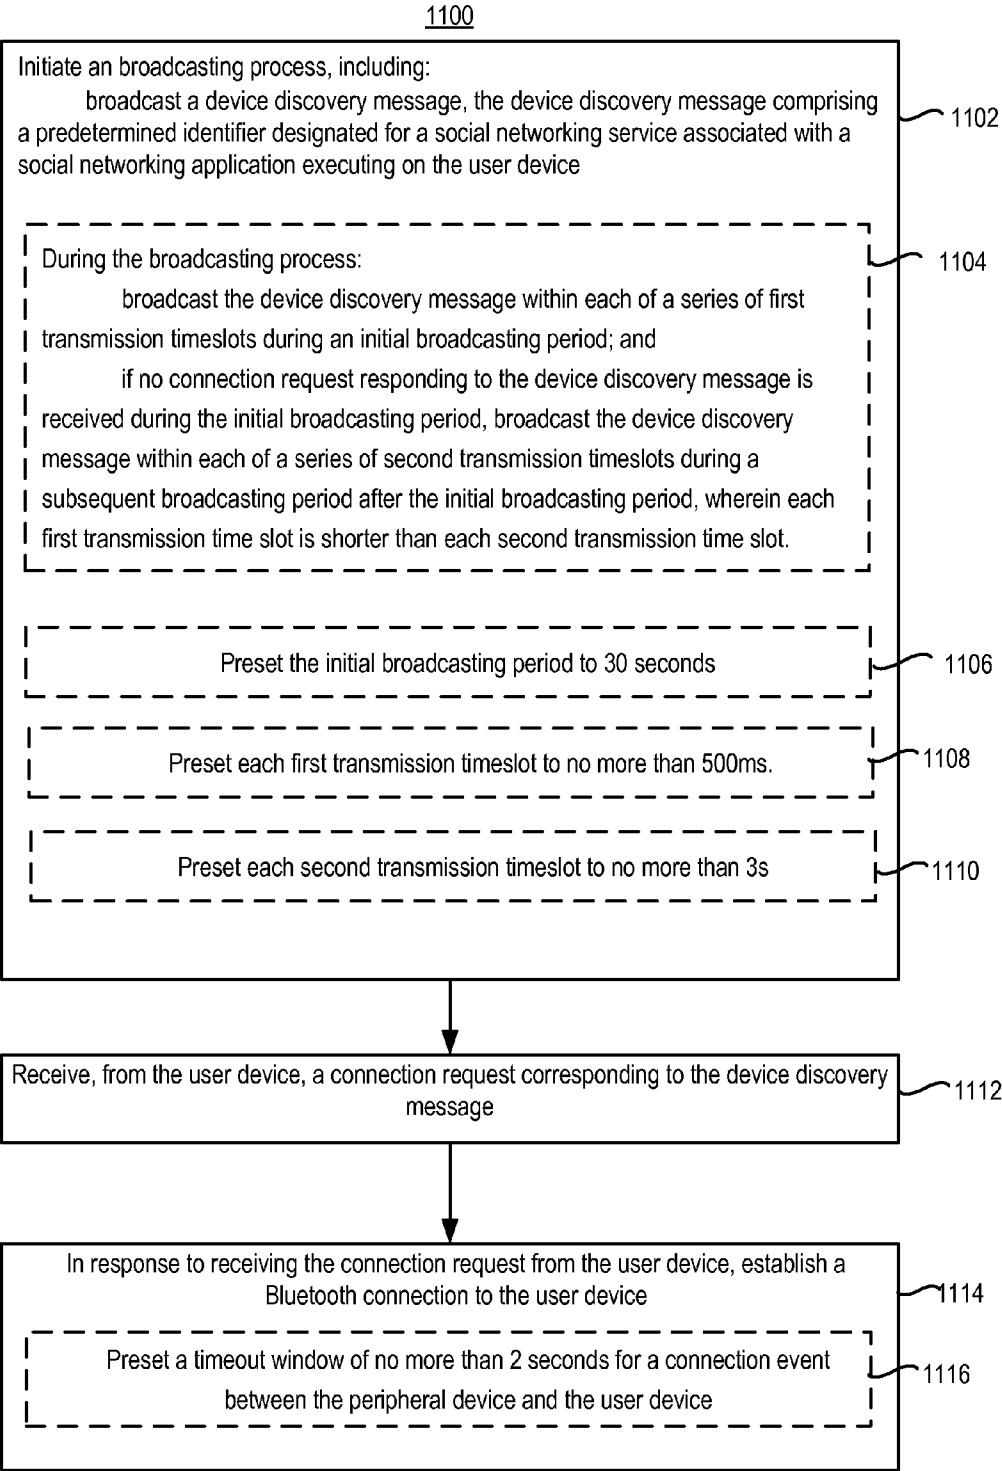 1100
Initiate an broadcasting process, including:
broadcast a device discovery message, the device discovery message comprising
a predetermined identifier designated for a social networking service associated with a
social networking application executing on the user device
1102
During the broadcasting process:
1104
broadcast the device discovery message within each of a series of first
transmission timeslots during an initial broadcasting period; and
if no connection request responding to the device discovery message is
received during the initial broadcasting period, broadcast the device discovery
message within each of a series of second transmission timeslots during a
subsequent broadcasting period after the initial broadcasting period, wherein each
first transmission time slot is shorter than each second transmission time slot.
Preset the initial broadcasting period to 30 seconds
1106
Preset each first transmission timeslot to no more than 500ms.
1108
Preset each second transmission timeslot to no more than 3s
1110
Receive, from the user device, a connection request corresponding to the device discovery
message
1112
In response to receiving the connection request from the user device, establish a
Bluetooth connection to the user device
1114
Preset a timeout window of no more than 2 seconds for a connection event
between the peripheral device and the user device
1116